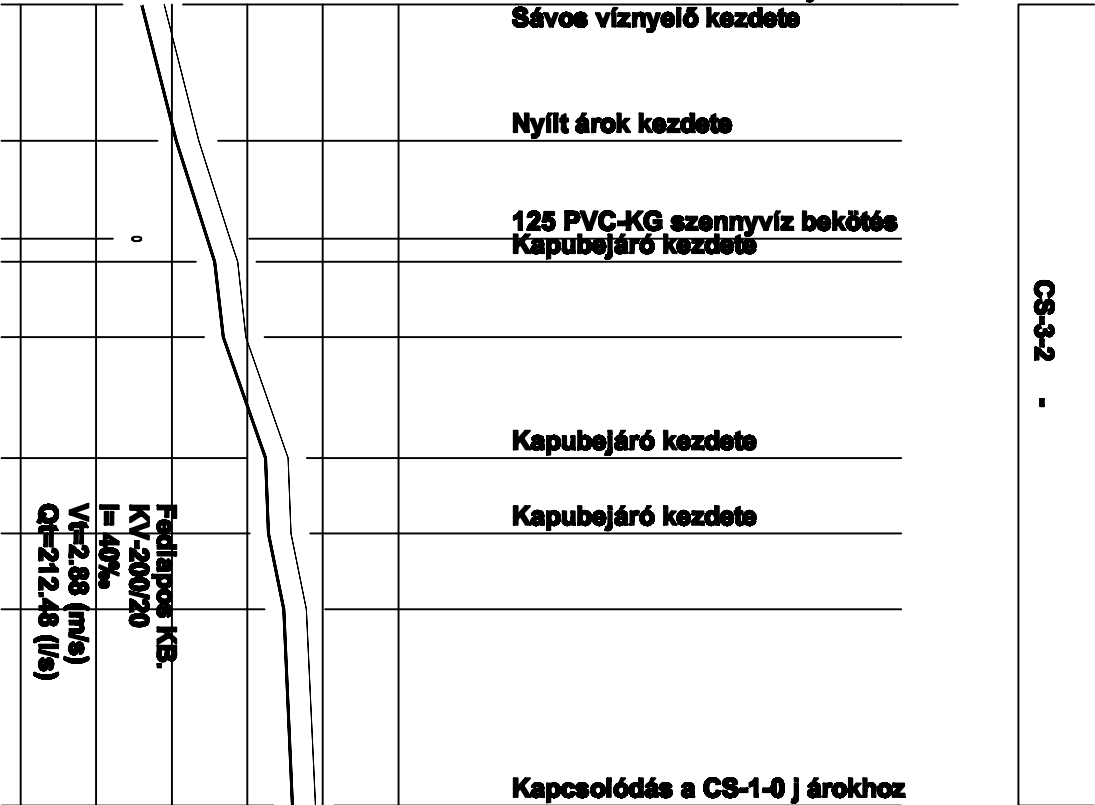 Sávos víznyelő kezdete
Nyílt árok kezdete
125 PVC-KG szennyvíz bekötés
Kapubejáró kezdete
Kapubejáró kezdete
Kapubejáró kezdete
Kapcsolódás a CS-1-0 j árokhoz
Fedlapos KB.
KV-200/20
I= 40‰
Vt=2.88 (m/s)
Qt=212.48 (l/s)
CS-3-2 -